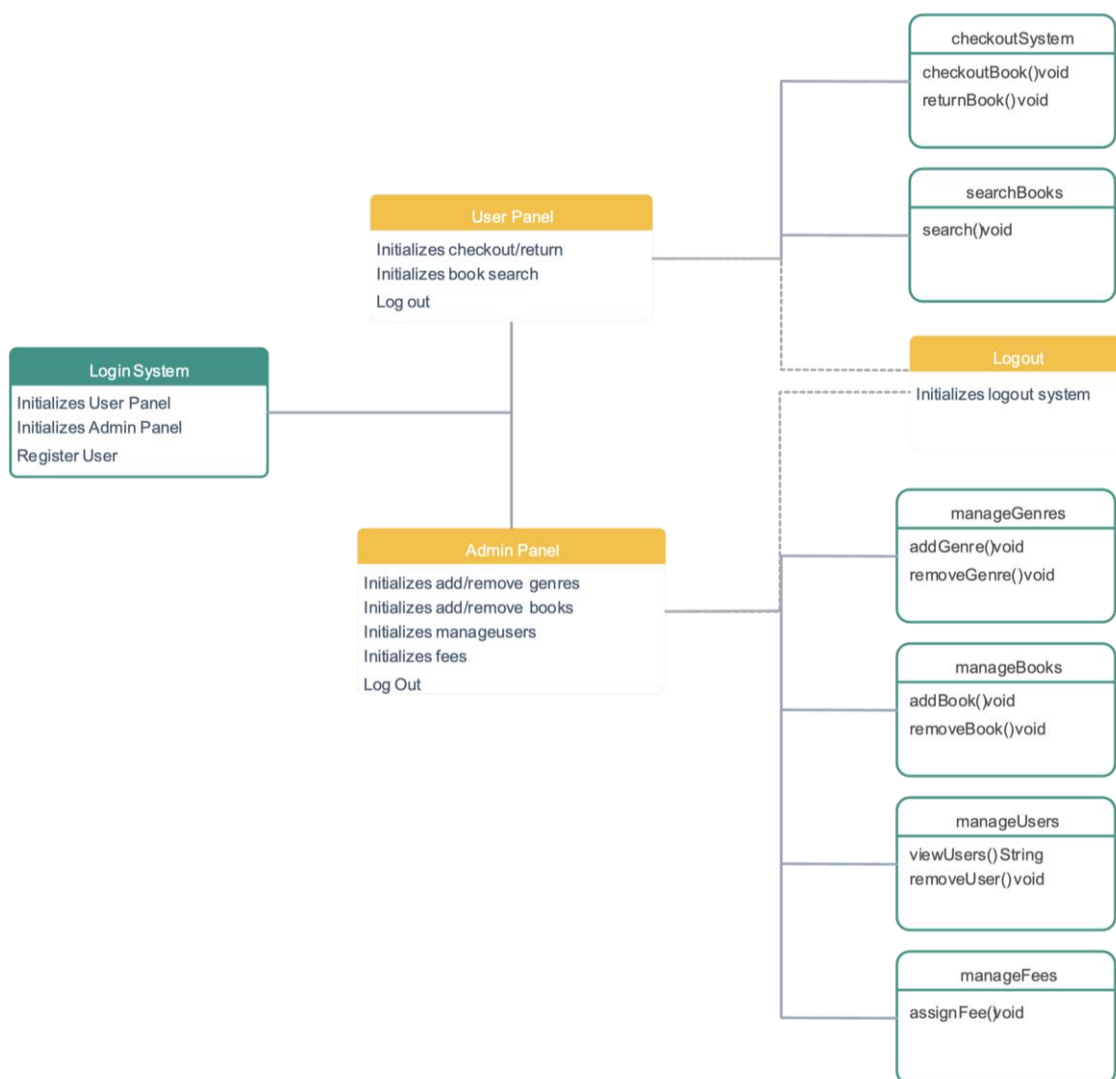 checkoutSystem
checkoutBook()void
returnBook()void
searchBooks
search()void
User Panel
Initializes checkout/return
Initializes book search
Log out
Login System
Initializes User Panel
Initializes Admin Panel
Register User
Logout
Initializes logout system
Admin Panel
Initializes add/remove genres
Initializes add/remove books
Initializes manageusers
Initializes fees
Log Out
manageGenres
addGenre()void
removeGenre()void
manageBooks
addBook()void
removeBook()void
manageUsers
viewUsers() String
removeUser()void
manageFees
assignFee()void